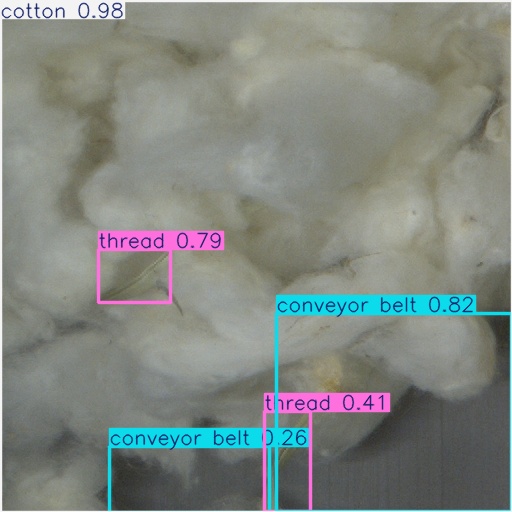 cotton 0.98
thread 0.79
conveyor belt 0.82
thread 0.41
conveyor belt 0.26